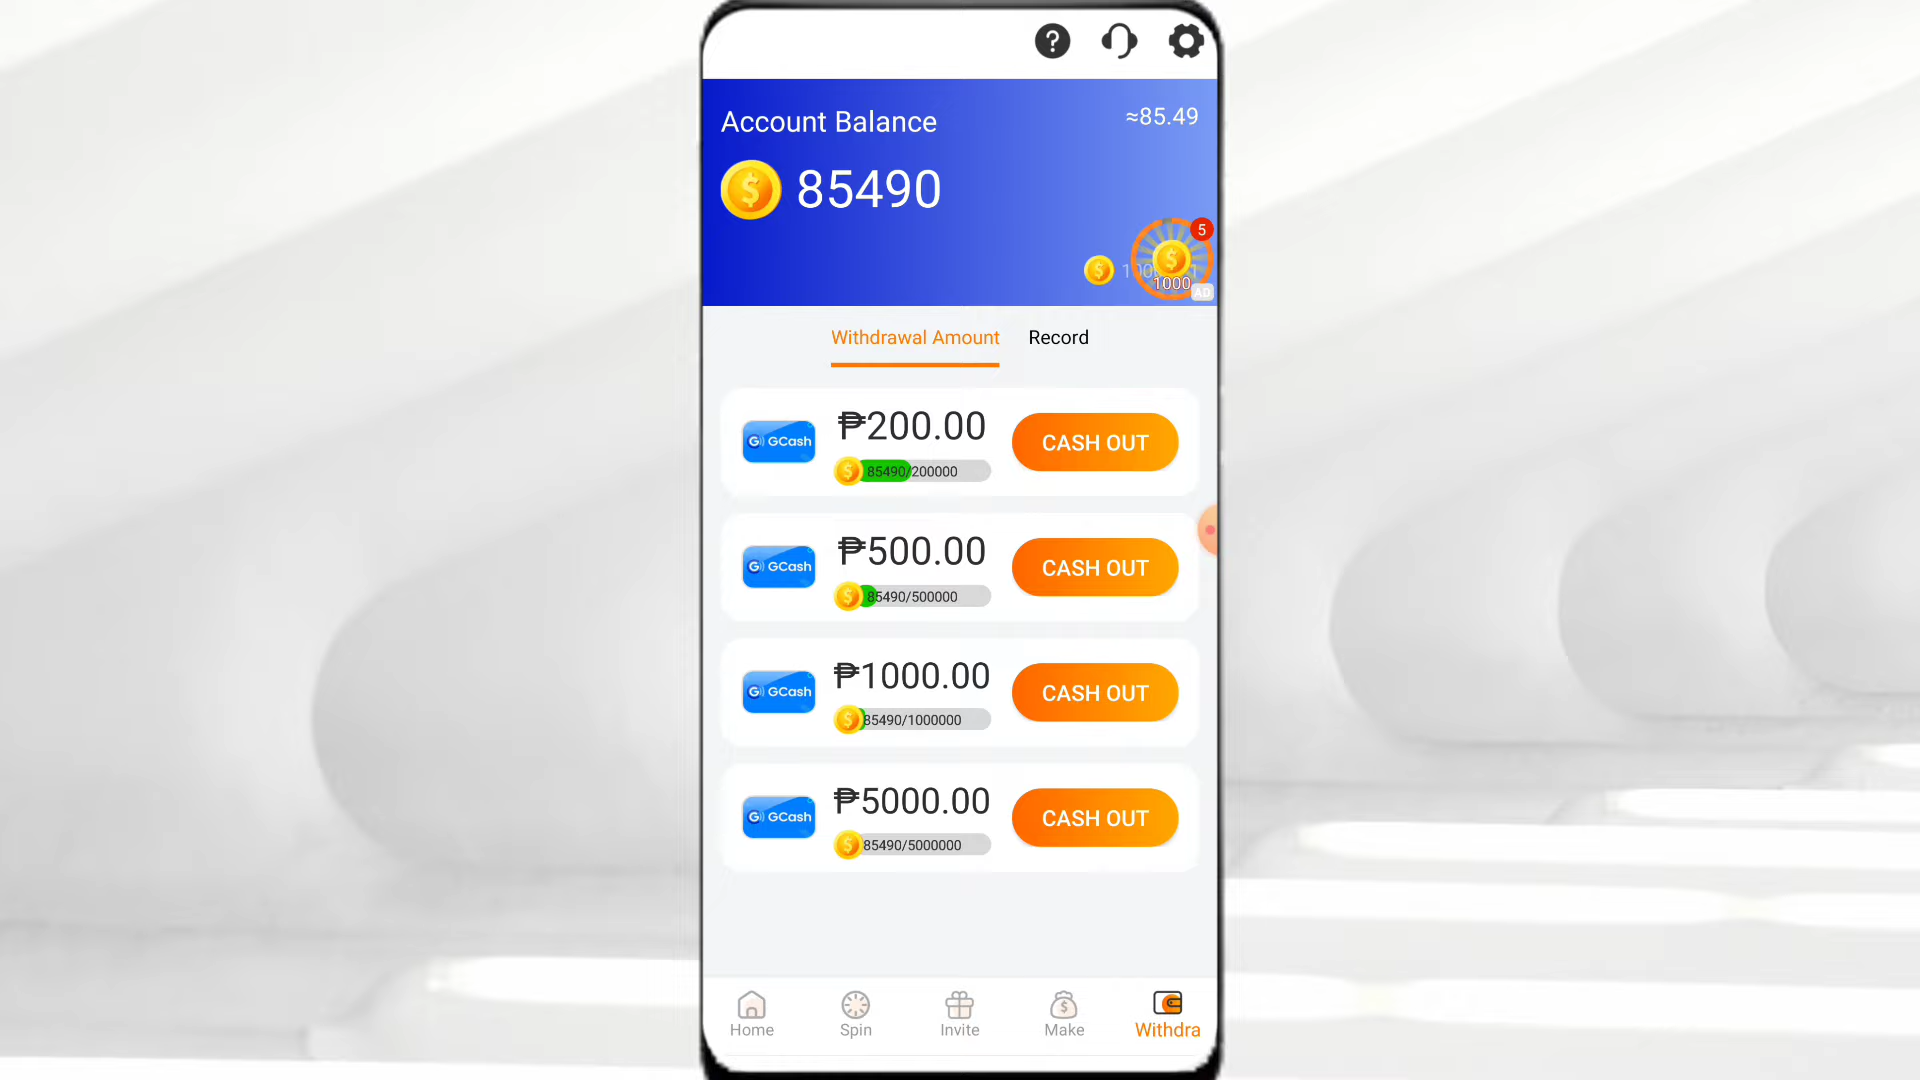 Account Balance
≈85.49
85490
5
1000
AD
Withdrawal Amount Record
GCash ₱200.00 CASH OUT
85490/200000
GCash ₱500.00 CASH OUT
85490/500000
GCash ₱1000.00 CASH OUT
85490/1000000
GCash ₱5000.00 CASH OUT
85490/5000000
Home Spin Invite Make Withdra